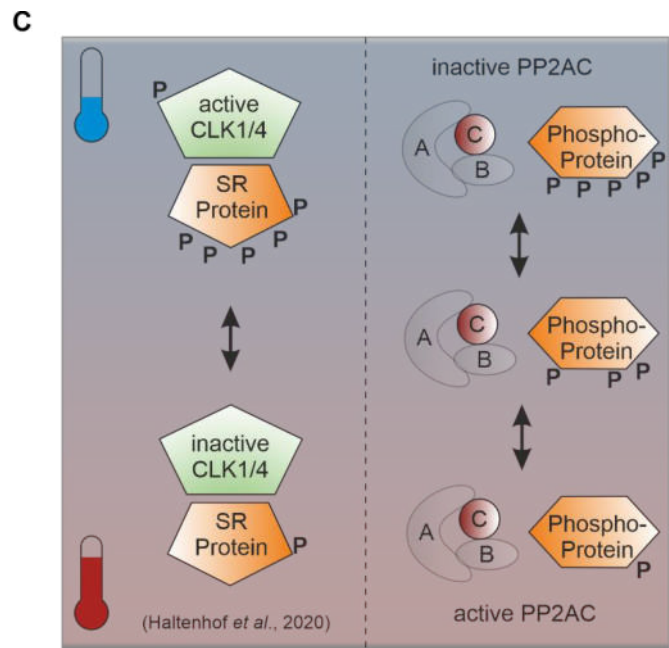 C
P
active
CLK1/4
SR
Protein
P
P
P
P
P
inactive
CLK1/4
SR
Protein
P
(Haltenhof et al., 2020)
inactive PP2AC
A
C
B
Phospho-
Protein
P
P
P
P
P
A
C
B
Phospho-
Protein
P
P
P
A
C
B
Phospho-
Protein
P
active PP2AC